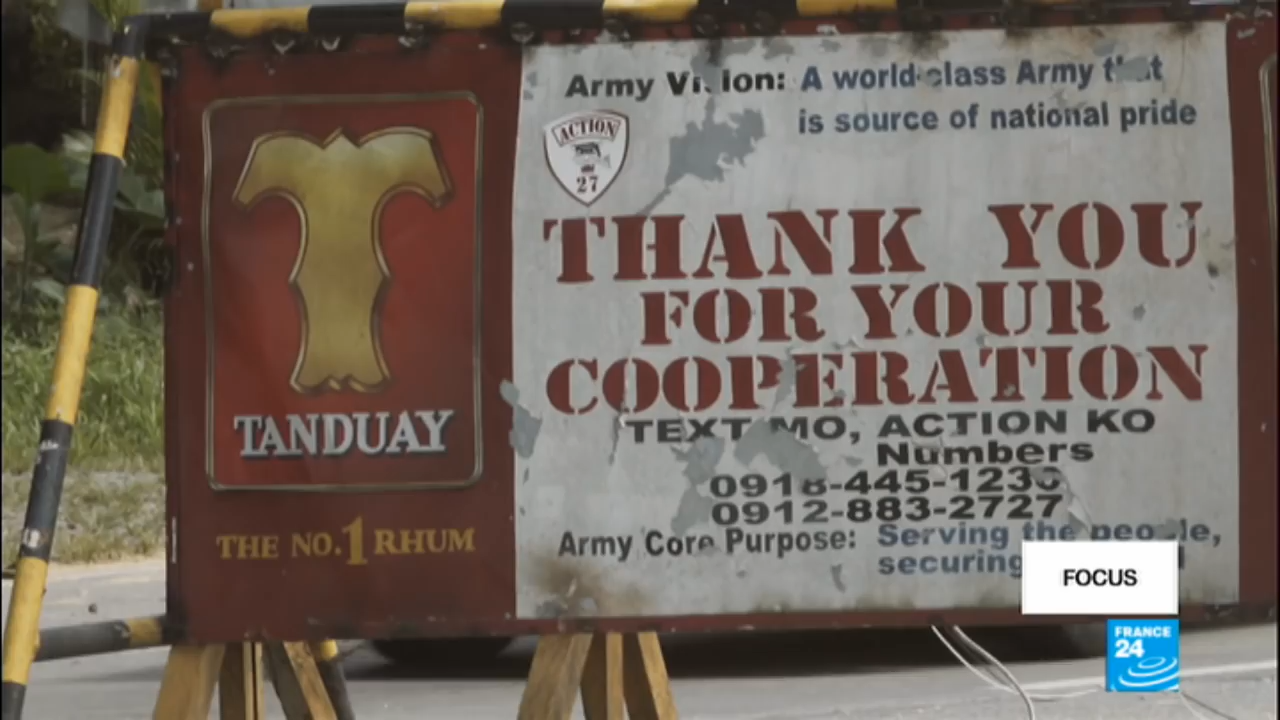 Army Vision: A world-class Army that
is source of national pride
ACTION
27
THANK YOU
FOR YOUR
COOPERATION
TEXT MO, ACTION KO
Numbers
0918-445-1230
0912-883-2727
Army Core Purpose: Serving the people,
securing
TANDUAY
THE NO.1 RHUM
FOCUS
FRANCE
24